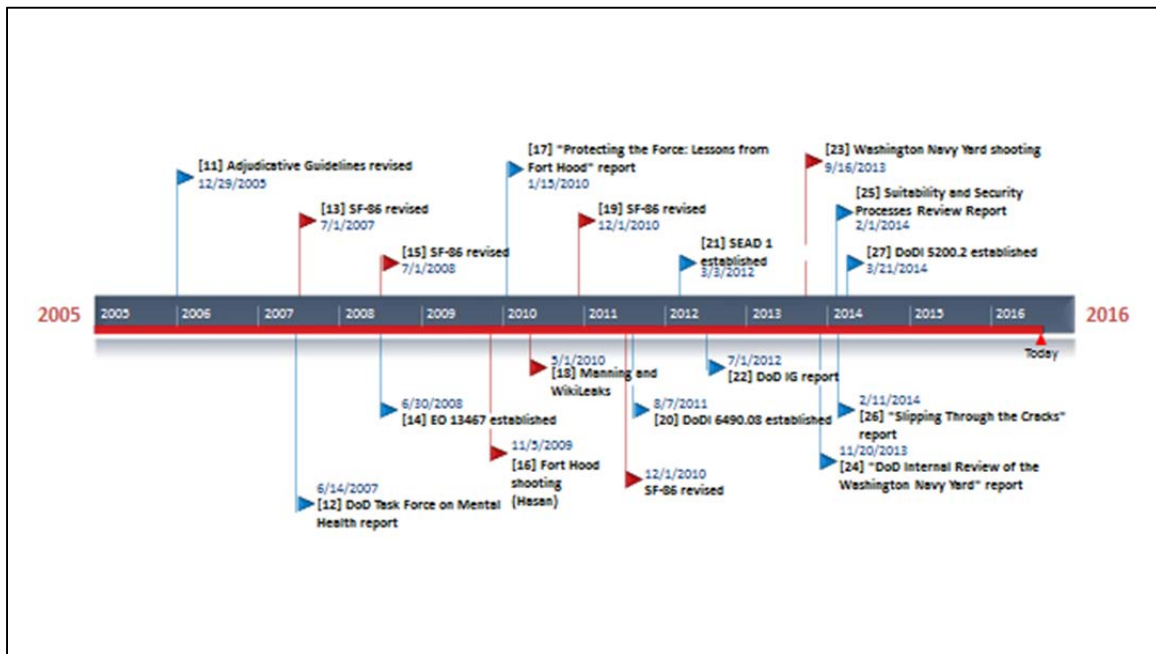 [17] "Protecting the Force: Lessons from
Fort Hood" report
1/15/2010
[23] Washington Navy Yard shooting
9/16/2013
[11] Adjudicative Guidelines revised
12/29/2005
[25] Suitability and Security
Processes Review Report
2/1/2014
[13] SF-86 revised
7/1/2007
[19] SF-86 revised
12/1/2010
[15] SF-86 revised
7/1/2008
[21] SEAD 1
established
3/3/2012
[27] DoDI 5200.2 established
3/21/2014
2005
2005 2006 2007 2008 2009 2010 2011 2012 2013 2014 2015 2016
2016
Today
5/1/2010
[18] Manning and
WikiLeaks
7/1/2012
[22] DoD IG report
6/30/2008
[14] EO 13467 established
8/7/2011
[20] DoDI 6490.08 established
2/11/2014
[26] "Slipping Through the Cracks"
report
11/5/2009
[16] Fort Hood
shooting
(Hasan)
11/20/2013
[24] "DoD Internal Review of the
Washington Navy Yard" report
12/1/2010
SF-86 revised
6/14/2007
[12] DoD Task Force on Mental
Health report